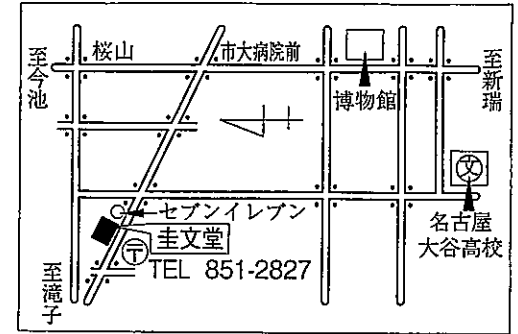 至今池
桜山
市大病院前
至新瑞
博物館
文
セブンイレブン
圭文堂
〒
TEL 851-2827
名古屋
大谷高校
至滝子